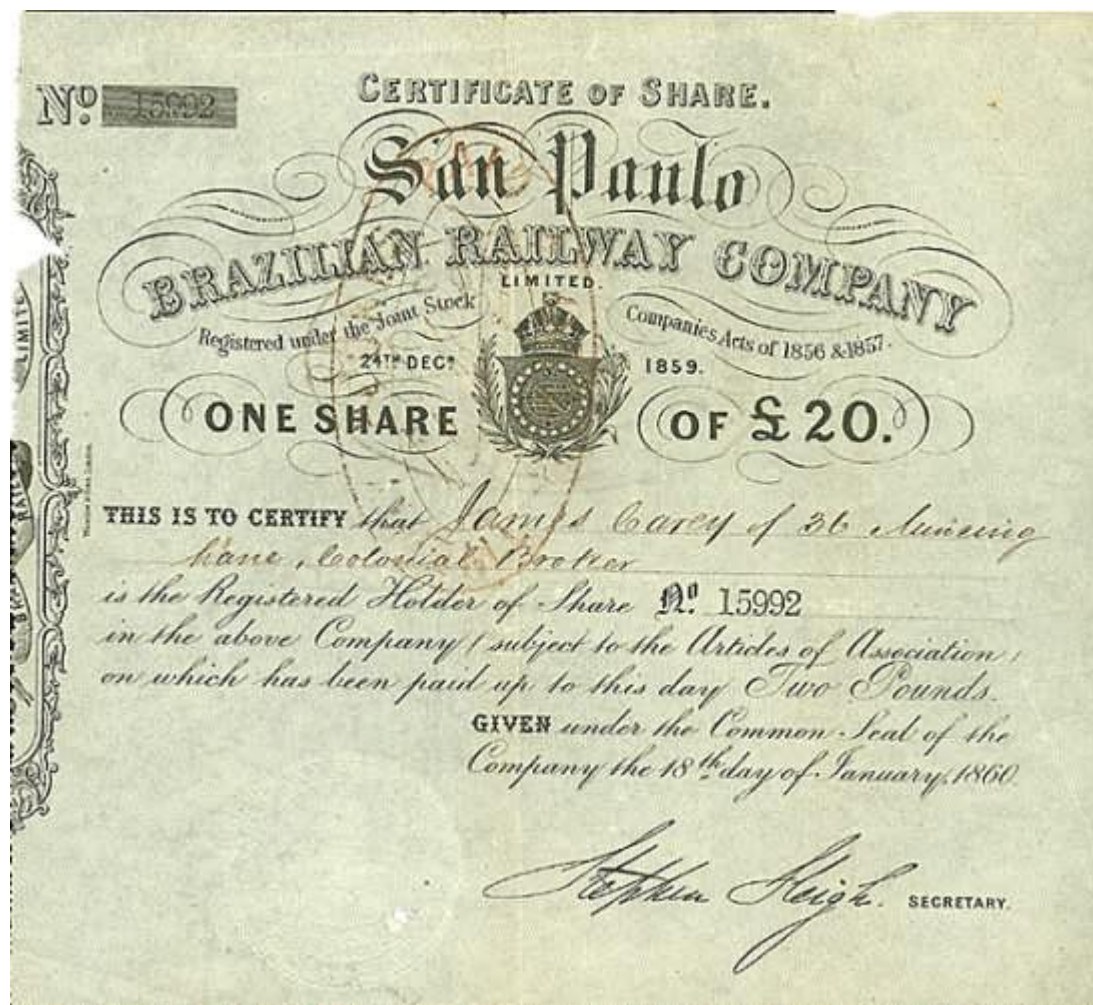 Nº 15992
CERTIFICATE OF SHARE.
San Paulo
BRAZILIAN RAILWAY COMPANY
LIMITED.
Registered under the Joint Stock Companies Acts of 1856 & 1857.
24TH DECR 1859.
ONE SHARE OF £20.
THIS IS TO CERTIFY that James Carey of 36 Mincing
Lane, Colonial Broker
is the Registered Holder of Share Nº 15992
in the above Company (subject to the Articles of Association)
on which has been paid up to this day Two Pounds.
GIVEN under the Common Seal of the
Company the 18th day of January, 1860.
Stephen Sleigh. SECRETARY.
LIMITE